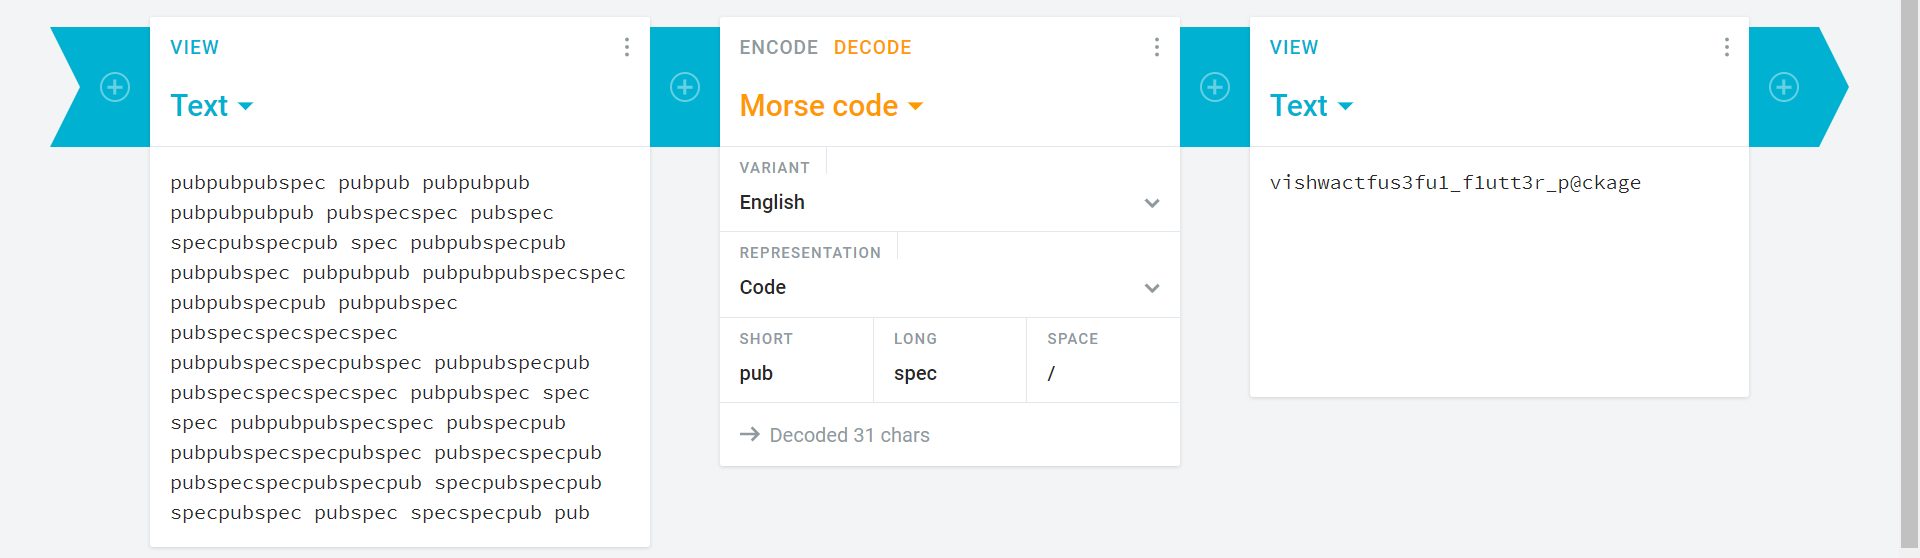 VIEW
Text
pubpubpubspec pubpub pubpubpub
pubpubpubpub pubspecspec pubspec
specpubspecpub spec pubpubspecpub
pubpubspec pubpubpub pubpubpubspecspec
pubpubspecpub pubpubspec
pubspecspecspecspec
pubpubspecspecpubspec pubpubspecpub
pubspecspecspecspec pubpubspec spec
spec pubpubpubspecspec pubspecpub
pubpubspecspecpubspec pubspecspecpub
pubspecspecpubspecpub specpubspecpub
specpubspec pubspec specspecpub pub
ENCODE DECODE
Morse code
VARIANT
English
REPRESENTATION
Code
SHORT LONG SPACE
pub spec /
→ Decoded 31 chars
VIEW
Text
vishwactfus3fu1_f1utt3r_p@ckage